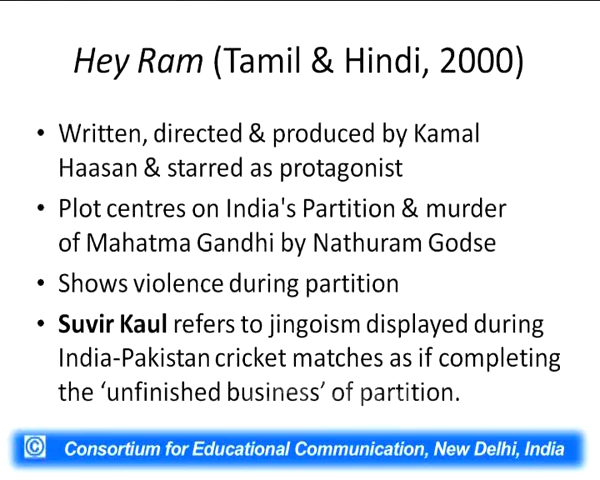 Hey Ram (Tamil & Hindi, 2000)
• Written, directed & produced by Kamal
Haasan & starred as protagonist
• Plot centres on India's Partition & murder
of Mahatma Gandhi by Nathuram Godse
• Shows violence during partition
• Suvir Kaul refers to jingoism displayed during
India-Pakistan cricket matches as if completing
the ‘unfinished business’ of partition.
© Consortium for Educational Communication, New Delhi, India